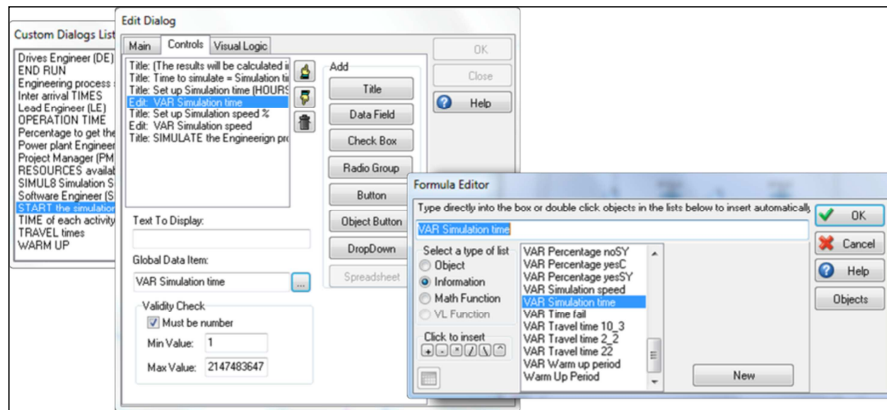 Custom Dialogs List
Drives Engineer (DE)
END RUN
Engineering process
Inter arrival TIMES
Lead Engineer (LE)
OPERATION TIME
Percentage to get the
Power plant Engineer
Project Manager (PM
RESOURCES availab
SIMUL8 Simulation S
Software Engineer (S
START the simulation
TIME of each activity
TRAVEL times
WARM UP
Edit Dialog
Main
Controls
Visual Logic
Title: (The results will be calculated i
Title: Time to simulate = Simulation ti
Title: Set up Simulation time (HOURS
Edit: VAR Simulation time
Title: Set up Simulation speed %
Edit: VAR Simulation speed
Title: SIMULATE the Engineerign pro
Text To Display:
Global Data Item:
VAR Simulation time
...
Validity Check
Must be number
Min Value: 1
Max Value: 2147483647
Add
Title
Data Field
Check Box
Radio Group
Button
Object Button
DropDown
Spreadsheet
OK
Close
Help
Formula Editor
Type directly into the box or double click objects in the lists below to insert automatically
VAR Simulation time
Select a type of list
Object
Information
Math Function
VL Function
Click to insert
+ - * / \ ^
VAR Percentage noSY
VAR Percentage yesC
VAR Percentage yesSY
VAR Simulation speed
VAR Simulation time
VAR Time fail
VAR Travel time 10_3
VAR Travel time 2_2
VAR Travel time 22
VAR Warm up period
Warm Up Period
New
OK
Cancel
Help
Objects